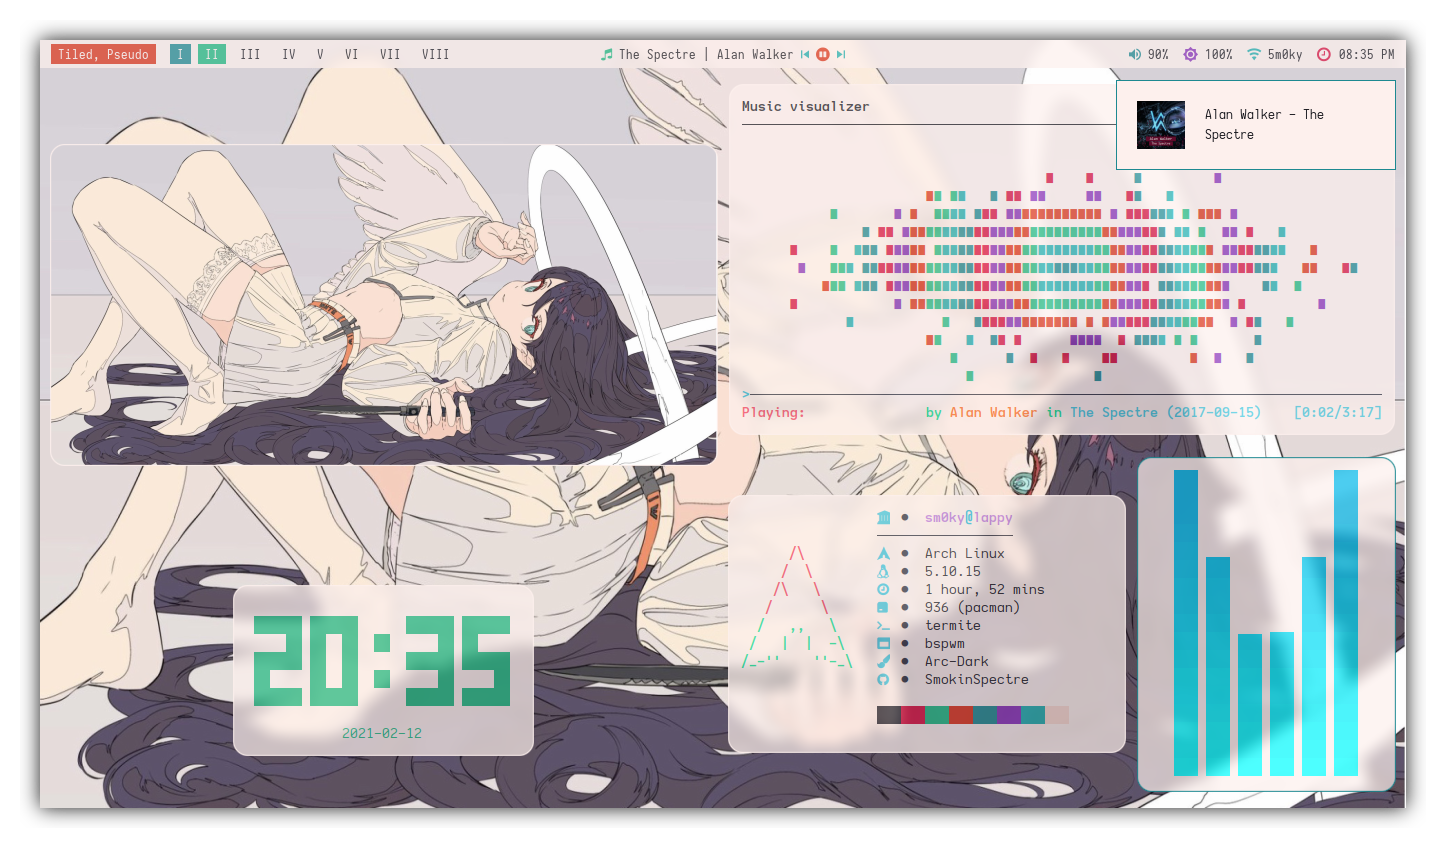 Tiled, Pseudo I II III IV V VI VII VIII
The Spectre | Alan Walker
90% 100% 5m0ky 08:35 PM
Music visualizer
Alan Walker - The
Spectre
>
Playing: by Alan Walker in The Spectre (2017-09-15) [0:02/3:17]
sm0ky@lappy
Arch Linux
5.10.15
1 hour, 52 mins
936 (pacman)
termite
bspwm
Arc-Dark
SmokinSpectre
20:35
2021-02-12